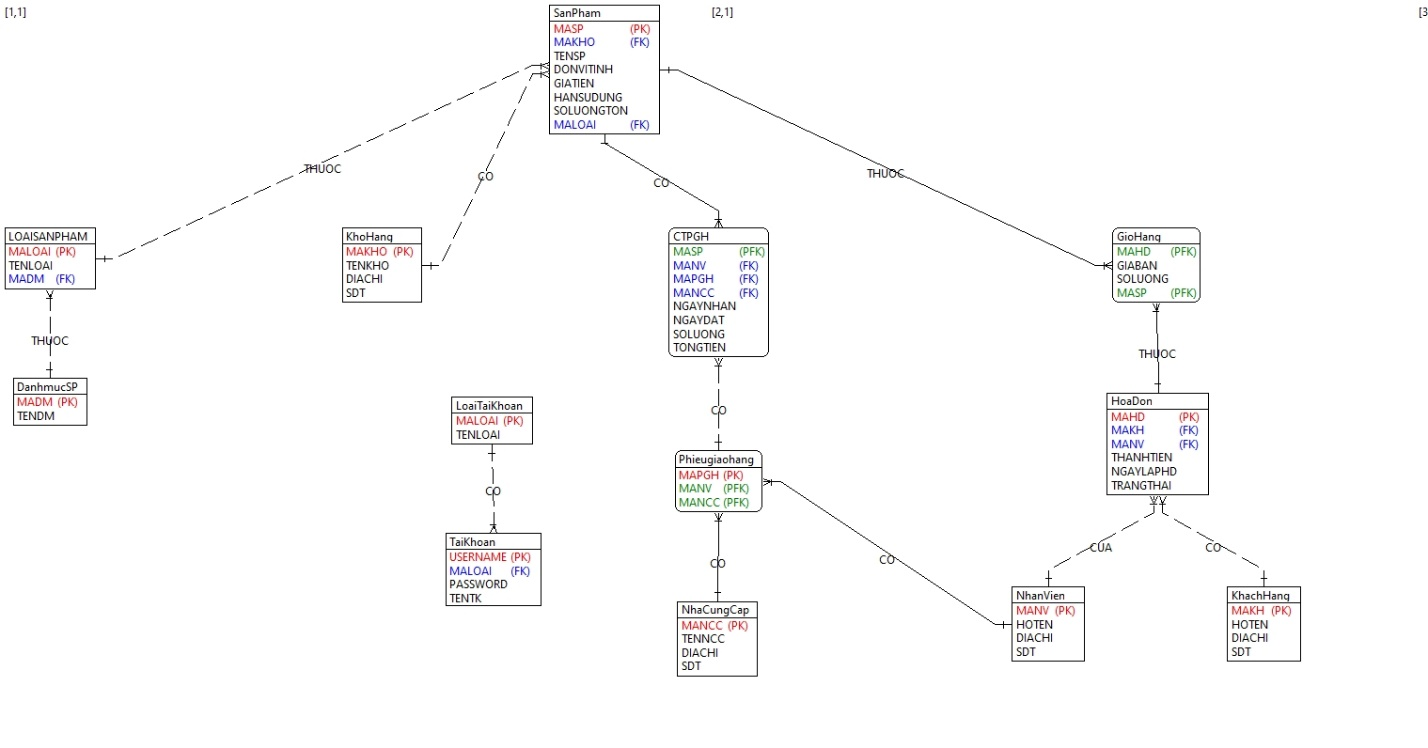 [1,1]
[2,1]
[3
SanPham
MASP (PK)
MAKHO (FK)
TENSP
DONVITINH
GIATIEN
HANSUDUNG
SOLUONGTON
MALOAI (FK)
THUOC
CO
CO
THUOC
LOAISANPHAM
MALOAI (PK)
TENLOAI
MADM (FK)
KhoHang
MAKHO (PK)
TENKHO
DIACHI
SDT
CTPGH
MASP (PFK)
MANV (FK)
MAPGH (FK)
MANCC (FK)
NGAYNHAN
NGAYDAT
SOLUONG
TONGTIEN
GioHang
MAHD (PFK)
GIABAN
SOLUONG
MASP (PFK)
THUOC
THUOC
DanhmucSP
MADM (PK)
TENDM
LoaiTaiKhoan
MALOAI (PK)
TENLOAI
CO
HoaDon
MAHD (PK)
MAKH (FK)
MANV (FK)
THANHTIEN
NGAYLAPHD
TRANGTHAI
Phieugiaohang
MAPGH (PK)
MANV (PFK)
MANCC (PFK)
CO
TaiKhoan
USERNAME (PK)
MALOAI (FK)
PASSWORD
TENTK
CO
CO
CUA
CO
NhaCungCap
MANCC (PK)
TENNCC
DIACHI
SDT
NhanVien
MANV (PK)
HOTEN
DIACHI
SDT
KhachHang
MAKH (PK)
HOTEN
DIACHI
SDT